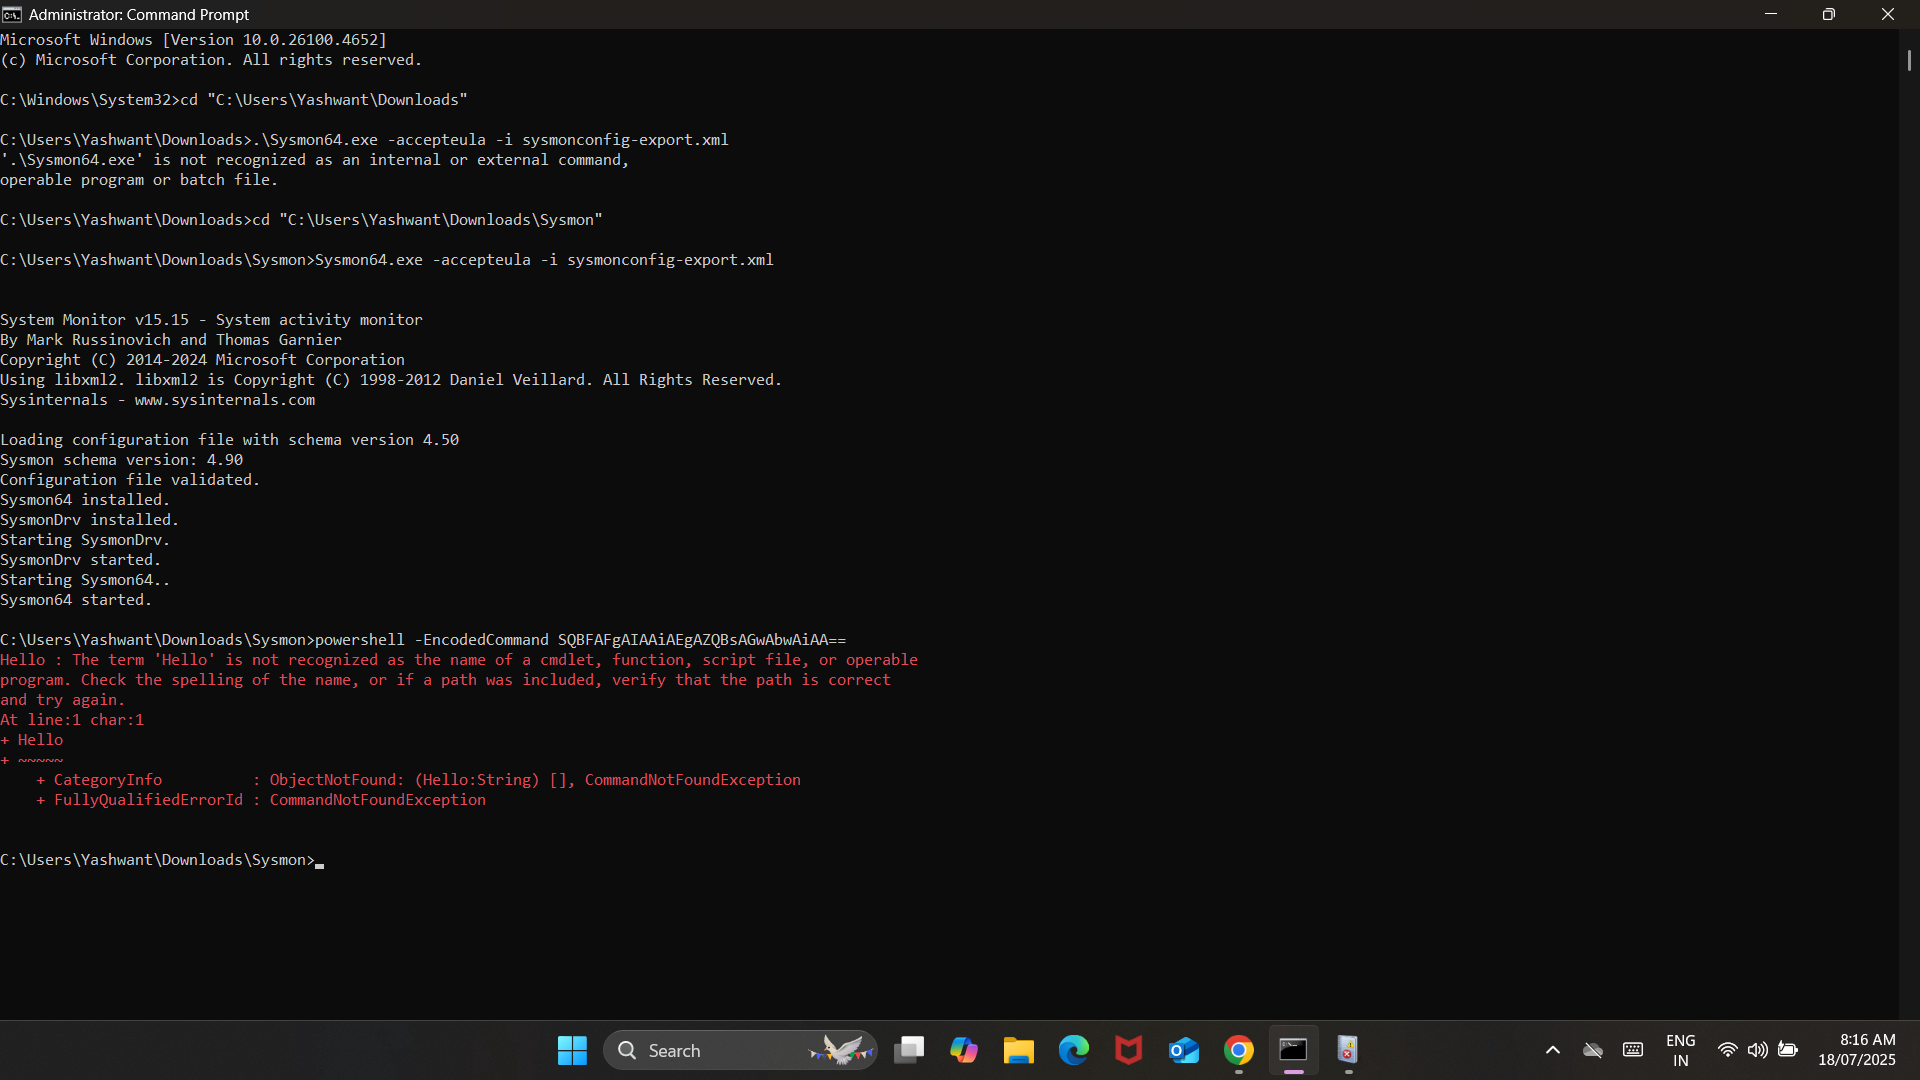 Administrator: Command Prompt
Microsoft Windows [Version 10.0.26100.4652]
(c) Microsoft Corporation. All rights reserved.
C:\Windows\System32>cd "C:\Users\Yashwant\Downloads"
C:\Users\Yashwant\Downloads>.\Sysmon64.exe -accepteula -i sysmonconfig-export.xml
'.\Sysmon64.exe' is not recognized as an internal or external command,
operable program or batch file.
C:\Users\Yashwant\Downloads>cd "C:\Users\Yashwant\Downloads\Sysmon"
C:\Users\Yashwant\Downloads\Sysmon>Sysmon64.exe -accepteula -i sysmonconfig-export.xml
System Monitor v15.15 - System activity monitor
By Mark Russinovich and Thomas Garnier
Copyright (C) 2014-2024 Microsoft Corporation
Using libxml2. libxml2 is Copyright (C) 1998-2012 Daniel Veillard. All Rights Reserved.
Sysinternals - www.sysinternals.com
Loading configuration file with schema version 4.50
Sysmon schema version: 4.90
Configuration file validated.
Sysmon64 installed.
SysmonDrv installed.
Starting SysmonDrv.
SysmonDrv started.
Starting Sysmon64..
Sysmon64 started.
C:\Users\Yashwant\Downloads\Sysmon>powershell -EncodedCommand SQBFAFgAIAAiAEgAZQBsAGwAbwAiAA==
Hello : The term 'Hello' is not recognized as the name of a cmdlet, function, script file, or operable
program. Check the spelling of the name, or if a path was included, verify that the path is correct
and try again.
At line:1 char:1
+ Hello
+ ~~~~~
    + CategoryInfo          : ObjectNotFound: (Hello:String) [], CommandNotFoundException
    + FullyQualifiedErrorId : CommandNotFoundException
C:\Users\Yashwant\Downloads\Sysmon>
Search
ENG
IN
8:16 AM
18/07/2025